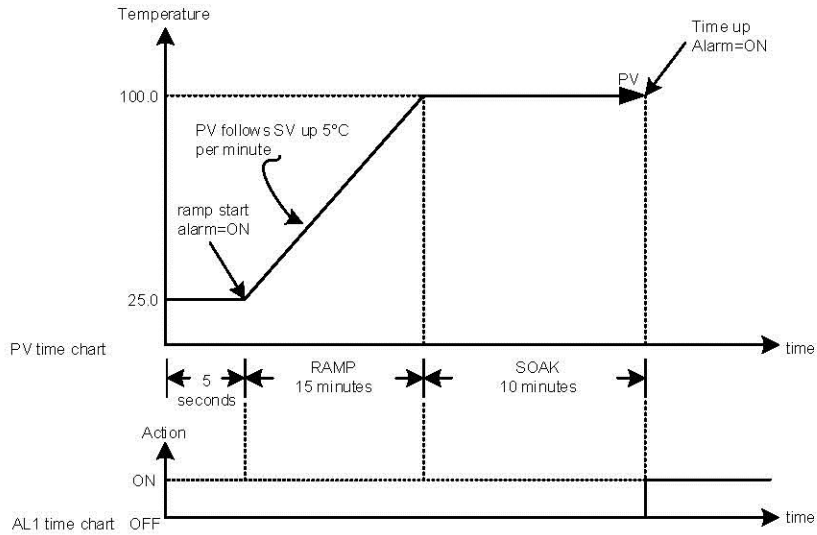 Temperature
Time up
Alarm=ON
PV
100.0
PV follows SV up 5°C
per minute
ramp start
alarm=ON
25.0
PV time chart
time
5
seconds
RAMP
15 minutes
SOAK
10 minutes
Action
ON
AL1 time chart OFF
time